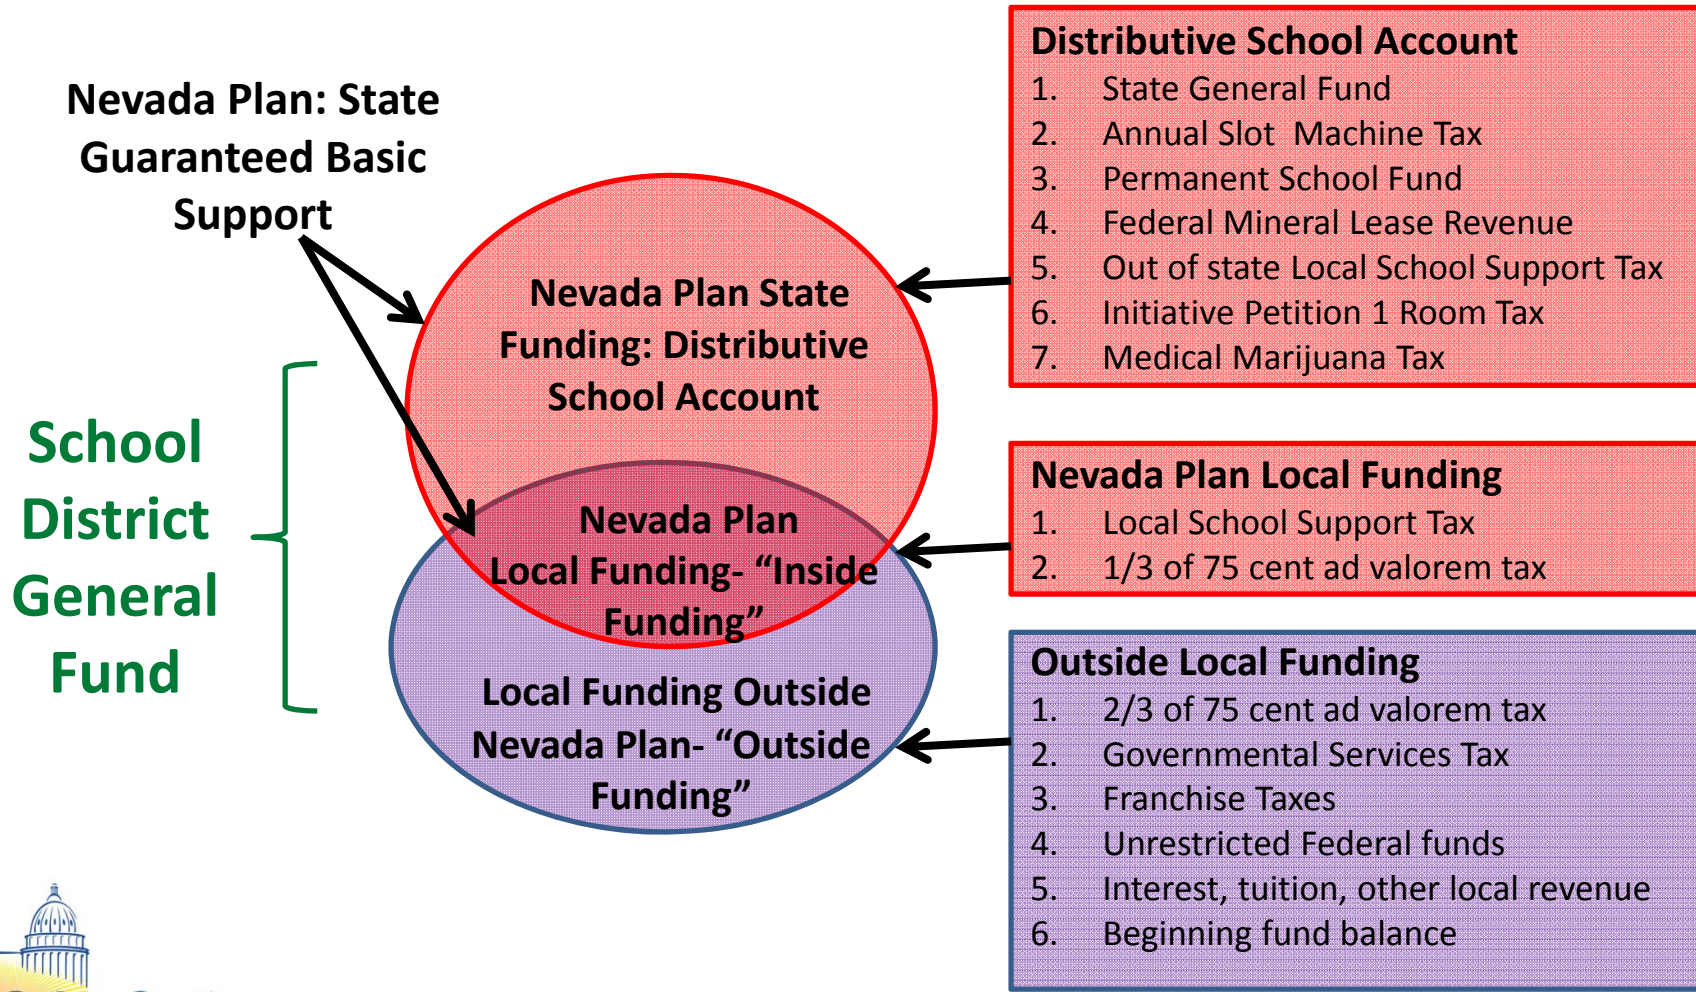 Nevada Plan: State
Guaranteed Basic
Support
School
District
General
Fund
Nevada Plan State
Funding: Distributive
School Account
Nevada Plan
Local Funding- “Inside
Funding”
Local Funding Outside
Nevada Plan- “Outside
Funding”
Distributive School Account
1. State General Fund
2. Annual Slot Machine Tax
3. Permanent School Fund
4. Federal Mineral Lease Revenue
5. Out of state Local School Support Tax
6. Initiative Petition 1 Room Tax
7. Medical Marijuana Tax
Nevada Plan Local Funding
1. Local School Support Tax
2. 1/3 of 75 cent ad valorem tax
Outside Local Funding
1. 2/3 of 75 cent ad valorem tax
2. Governmental Services Tax
3. Franchise Taxes
4. Unrestricted Federal funds
5. Interest, tuition, other local revenue
6. Beginning fund balance